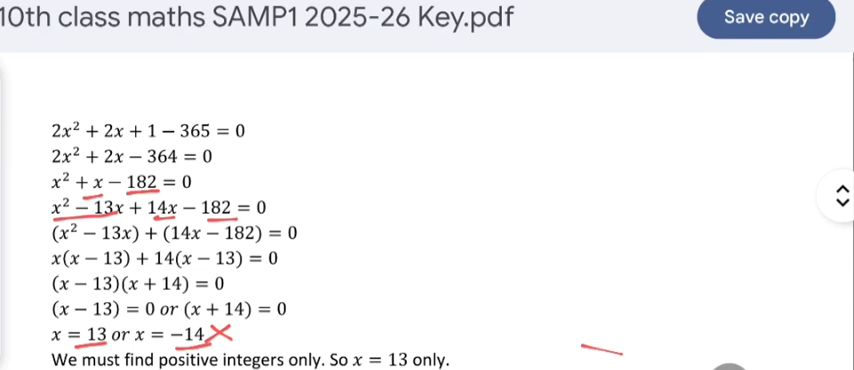 10th class maths SAMP1 2025-26 Key.pdf
Save copy
2x² + 2x + 1 − 365 = 0
2x² + 2x − 364 = 0
x² + x − 182 = 0
x² − 13x + 14x − 182 = 0
(x² − 13x) + (14x − 182) = 0
x(x − 13) + 14(x − 13) = 0
(x − 13)(x + 14) = 0
(x − 13) = 0 or (x + 14) = 0
x = 13 or x = −14
We must find positive integers only. So x = 13 only.